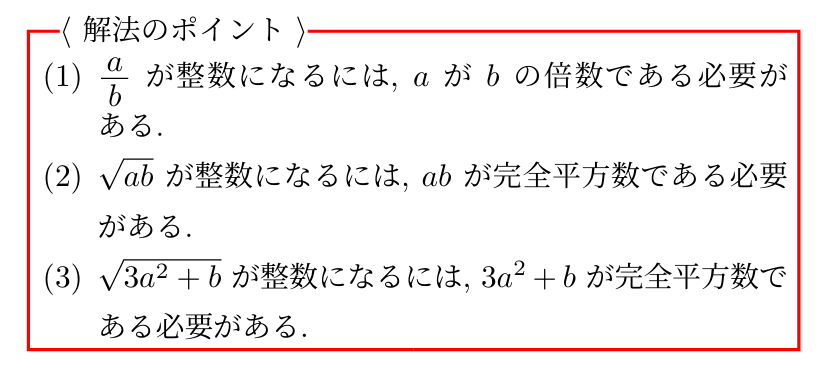 〈 解法のポイント 〉
(1) a/b が整数になるには, a が b の倍数である必要が
ある.
(2) √ab が整数になるには, ab が完全平方数である必要
がある.
(3) √3a² + b が整数になるには, 3a² + b が完全平方数で
ある必要がある.